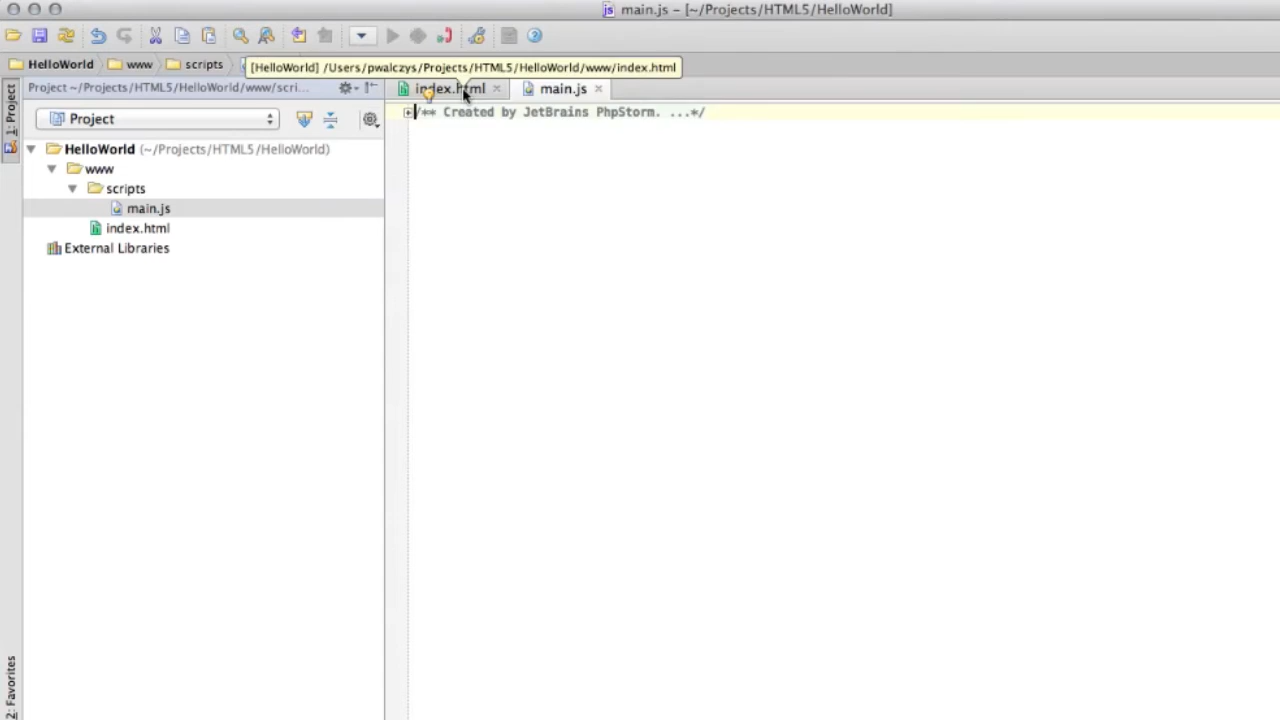 main.js – [~/Projects/HTML5/HelloWorld]
HelloWorld www scripts
[HelloWorld] /Users/pwalczys/Projects/HTML5/HelloWorld/www/index.html
1: Project
Project ~/Projects/HTML5/HelloWorld/www/scri...
index.html
main.js
Project
/** Created by JetBrains PhpStorm. ...*/
HelloWorld (~/Projects/HTML5/HelloWorld)
www
scripts
main.js
index.html
External Libraries
2: Favorites